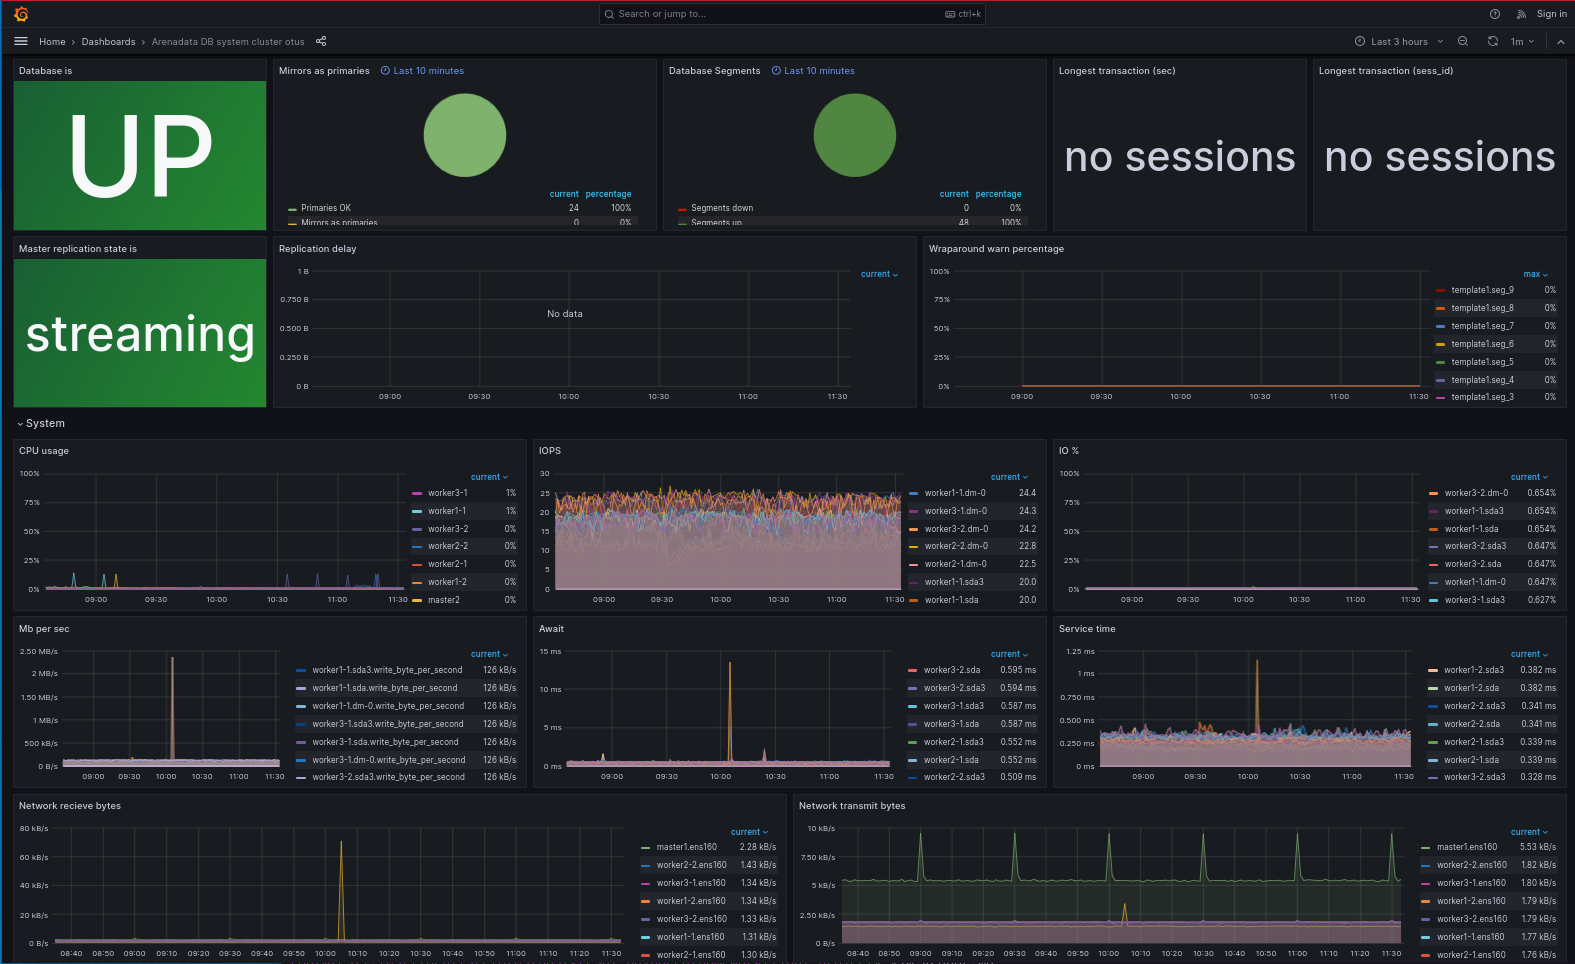 Search or jump to...
ctrl+k
Sign in
Home › Dashboards › Arenadata DB system cluster otus
Last 3 hours
1m
Database is
UP
Mirrors as primaries
Last 10 minutes
current percentage
Primaries OK 24 100%
Mirrors as primaries 0 0%
Database Segments
Last 10 minutes
current percentage
Segments down 0 0%
Segments up 48 100%
Longest transaction (sec)
no sessions
Longest transaction (sess_id)
no sessions
Master replication state is
streaming
Replication delay
1 B
0.750 B
0.500 B
0.250 B
0 B
No data
09:00 09:30 10:00 10:30 11:00 11:30
current
Wraparound warn percentage
100%
75%
50%
25%
0%
09:00 09:30 10:00 10:30 11:00 11:30
max
template1.seg_9 0%
template1.seg_8 0%
template1.seg_7 0%
template1.seg_6 0%
template1.seg_5 0%
template1.seg_4 0%
template1.seg_3 0%
System
CPU usage
100%
75%
50%
25%
0%
09:00 09:30 10:00 10:30 11:00 11:30
current
worker3-1 1%
worker1-1 1%
worker3-2 0%
worker2-2 0%
worker2-1 0%
worker1-2 0%
master2 0%
IOPS
30
25
20
15
10
5
0
09:00 09:30 10:00 10:30 11:00 11:30
current
worker1-1.dm-0 24.4
worker3-1.dm-0 24.3
worker3-2.dm-0 24.2
worker2-2.dm-0 22.8
worker2-1.dm-0 22.5
worker1-1.sda3 20.0
worker1-1.sda 20.0
IO %
100%
75%
50%
25%
0%
09:00 09:30 10:00 10:30 11:00 11:30
current
worker3-2.dm-0 0.654%
worker1-1.sda3 0.654%
worker1-1.sda 0.654%
worker3-2.sda3 0.647%
worker3-2.sda 0.647%
worker1-1.dm-0 0.647%
worker3-1.sda3 0.627%
Mb per sec
2.50 MB/s
2 MB/s
1.50 MB/s
1 MB/s
500 kB/s
0 B/s
09:00 09:30 10:00 10:30 11:00 11:30
current
worker1-1.sda3.write_byte_per_second 126 kB/s
worker1-1.sda.write_byte_per_second 126 kB/s
worker1-1.dm-0.write_byte_per_second 126 kB/s
worker3-1.sda3.write_byte_per_second 126 kB/s
worker3-1.sda.write_byte_per_second 126 kB/s
worker3-1.dm-0.write_byte_per_second 126 kB/s
worker3-2.sda3.write_byte_per_second 126 kB/s
Await
15 ms
10 ms
5 ms
0 ms
09:00 09:30 10:00 10:30 11:00 11:30
current
worker3-2.sda 0.595 ms
worker3-2.sda3 0.594 ms
worker3-1.sda3 0.587 ms
worker3-1.sda 0.587 ms
worker2-1.sda3 0.552 ms
worker2-1.sda 0.552 ms
worker2-2.sda3 0.509 ms
Service time
1.25 ms
1 ms
0.750 ms
0.500 ms
0.250 ms
0 ms
09:00 09:30 10:00 10:30 11:00 11:30
current
worker1-2.sda3 0.382 ms
worker1-2.sda 0.382 ms
worker2-2.sda3 0.341 ms
worker2-2.sda 0.341 ms
worker2-1.sda3 0.339 ms
worker2-1.sda 0.339 ms
worker3-2.sda3 0.328 ms
Network recieve bytes
80 kB/s
60 kB/s
40 kB/s
20 kB/s
0 B/s
08:40 08:50 09:00 09:10 09:20 09:30 09:40 09:50 10:00 10:10 10:20 10:30 10:40 10:50 11:00 11:10 11:20 11:30
current
master1.ens160 2.28 kB/s
worker2-2.ens160 1.43 kB/s
worker3-1.ens160 1.34 kB/s
worker1-2.ens160 1.34 kB/s
worker3-2.ens160 1.33 kB/s
worker1-1.ens160 1.31 kB/s
worker2-1.ens160 1.30 kB/s
Network transmit bytes
10 kB/s
7.50 kB/s
5 kB/s
2.50 kB/s
0 B/s
08:40 08:50 09:00 09:10 09:20 09:30 09:40 09:50 10:00 10:10 10:20 10:30 10:40 10:50 11:00 11:10 11:20 11:30
current
master1.ens160 5.53 kB/s
worker2-2.ens160 1.82 kB/s
worker3-1.ens160 1.80 kB/s
worker1-2.ens160 1.79 kB/s
worker3-2.ens160 1.79 kB/s
worker1-1.ens160 1.77 kB/s
worker2-1.ens160 1.76 kB/s